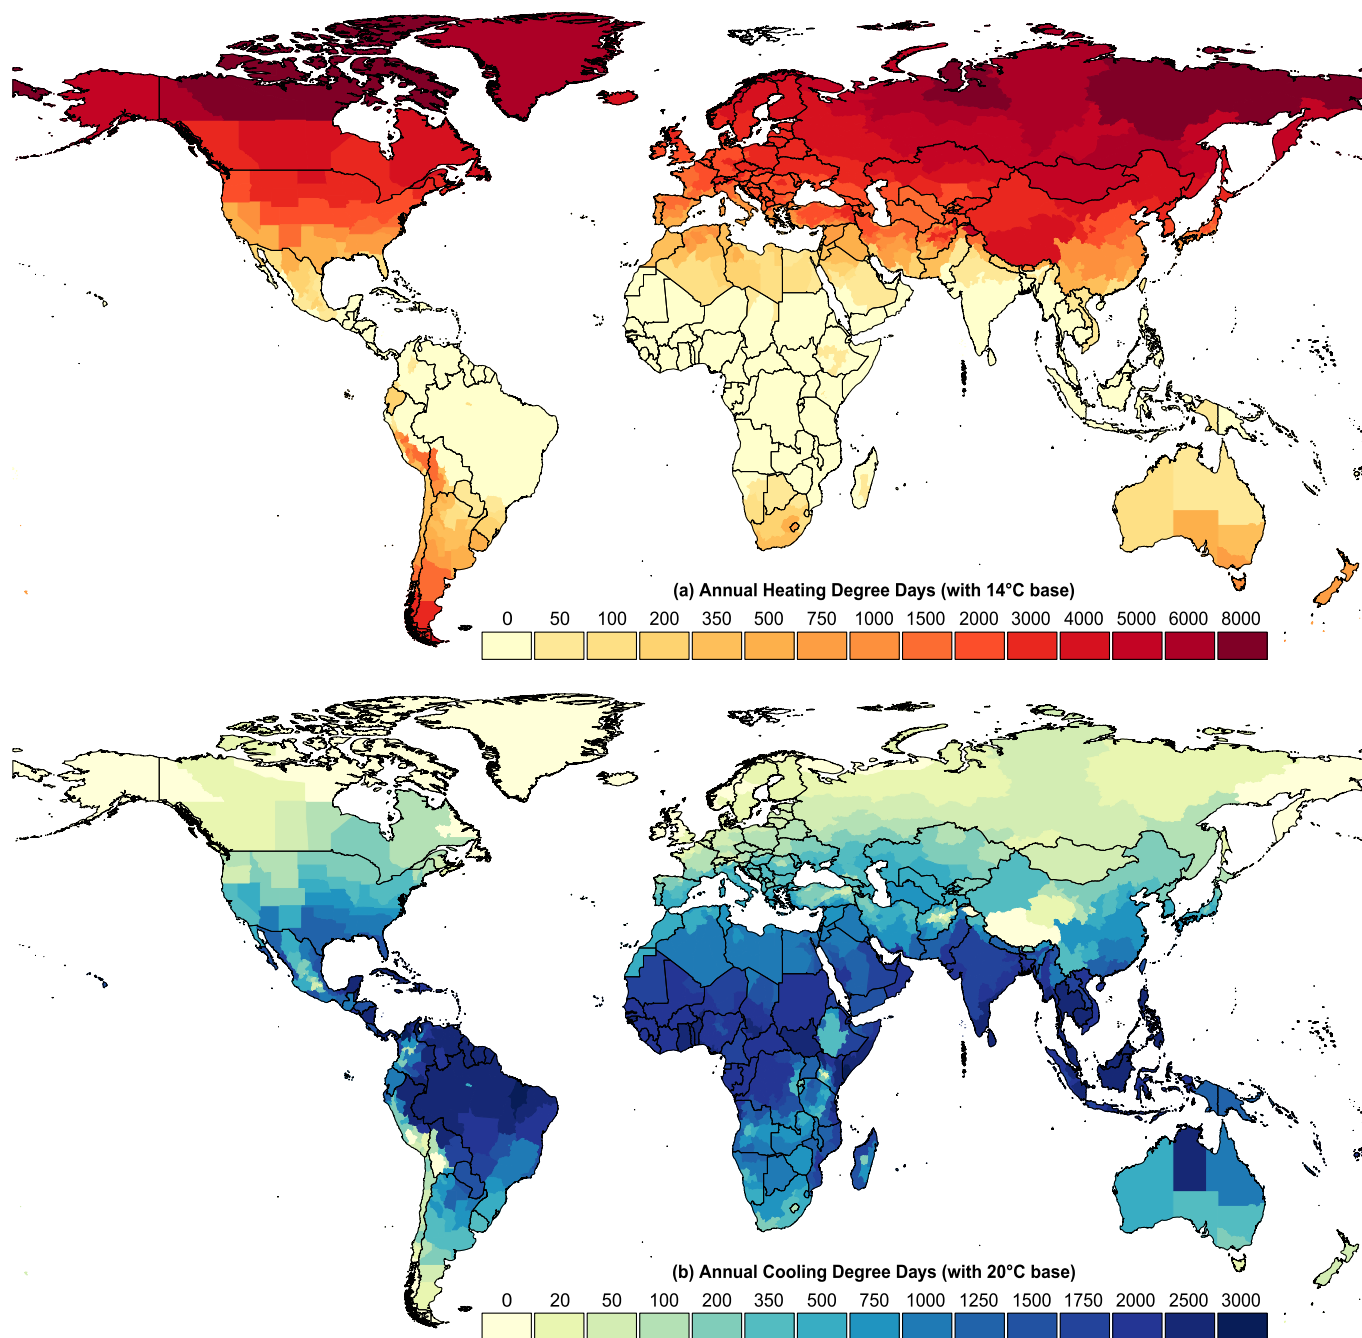 (a) Annual Heating Degree Days (with 14°C base)
0 50 100 200 350 500 750 1000 1500 2000 3000 4000 5000 6000 8000
(b) Annual Cooling Degree Days (with 20°C base)
0 20 50 100 200 350 500 750 1000 1250 1500 1750 2000 2500 3000